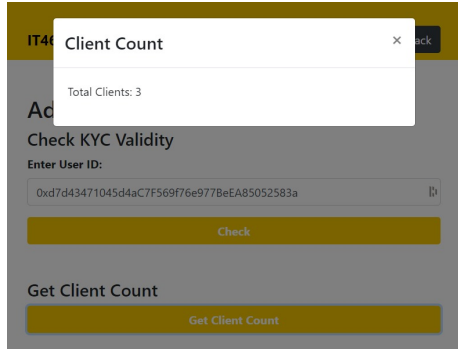 IT46
Client Count
×
ack
Total Clients: 3
Ad
Check KYC Validity
Enter User ID:
0xd7d43471045d4aC7F569f76e977BeEA85052583a
Check
Get Client Count
Get Client Count